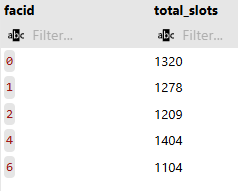 facid total_slots
aBc Filter... aBc Filter...
0 1320
1 1278
2 1209
4 1404
6 1104